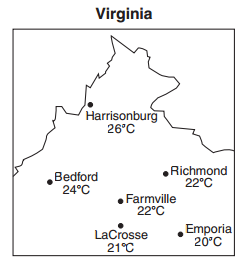 Virginia
Harrisonburg
26°C
Richmond
22°C
Bedford
24°C
Farmville
22°C
LaCrosse
21°C
Emporia
20°C